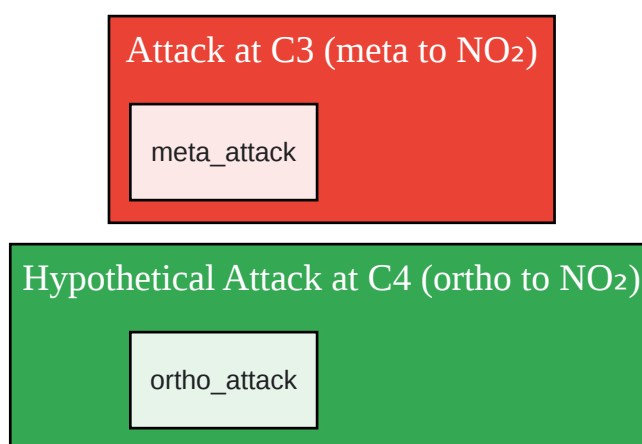 Attack at C3 (meta to NO₂)
meta_attack
Hypothetical Attack at C4 (ortho to NO₂)
ortho_attack